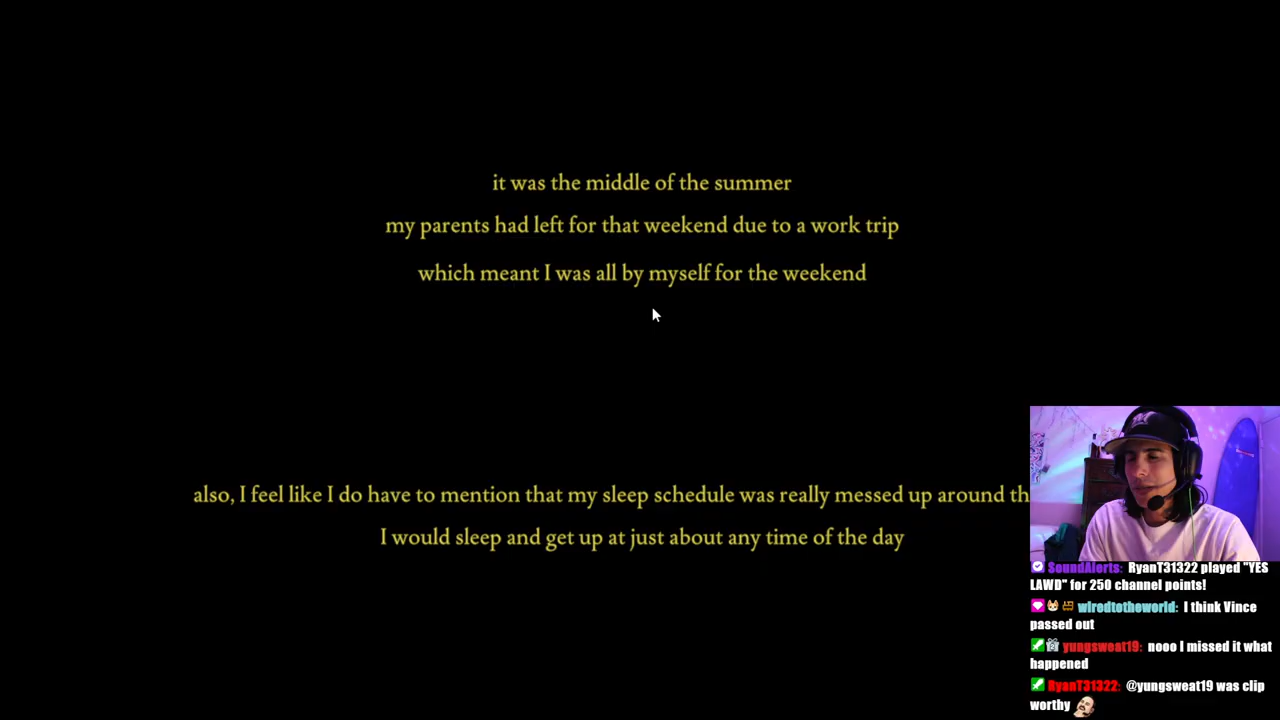 it was the middle of the summer
my parents had left for that weekend due to a work trip
which meant I was all by myself for the weekend
also, I feel like I do have to mention that my sleep schedule was really messed up around
I would sleep and get up at just about any time of the day
$oundAlerts: RyanT31322 played "YES
LAWD" for 250 channel points!
wiredtotheworld: I think Vince
passed out
yungsweat19: nooo I missed it what
happened
RyanT31322: @yungsweat19 was clip
worthy